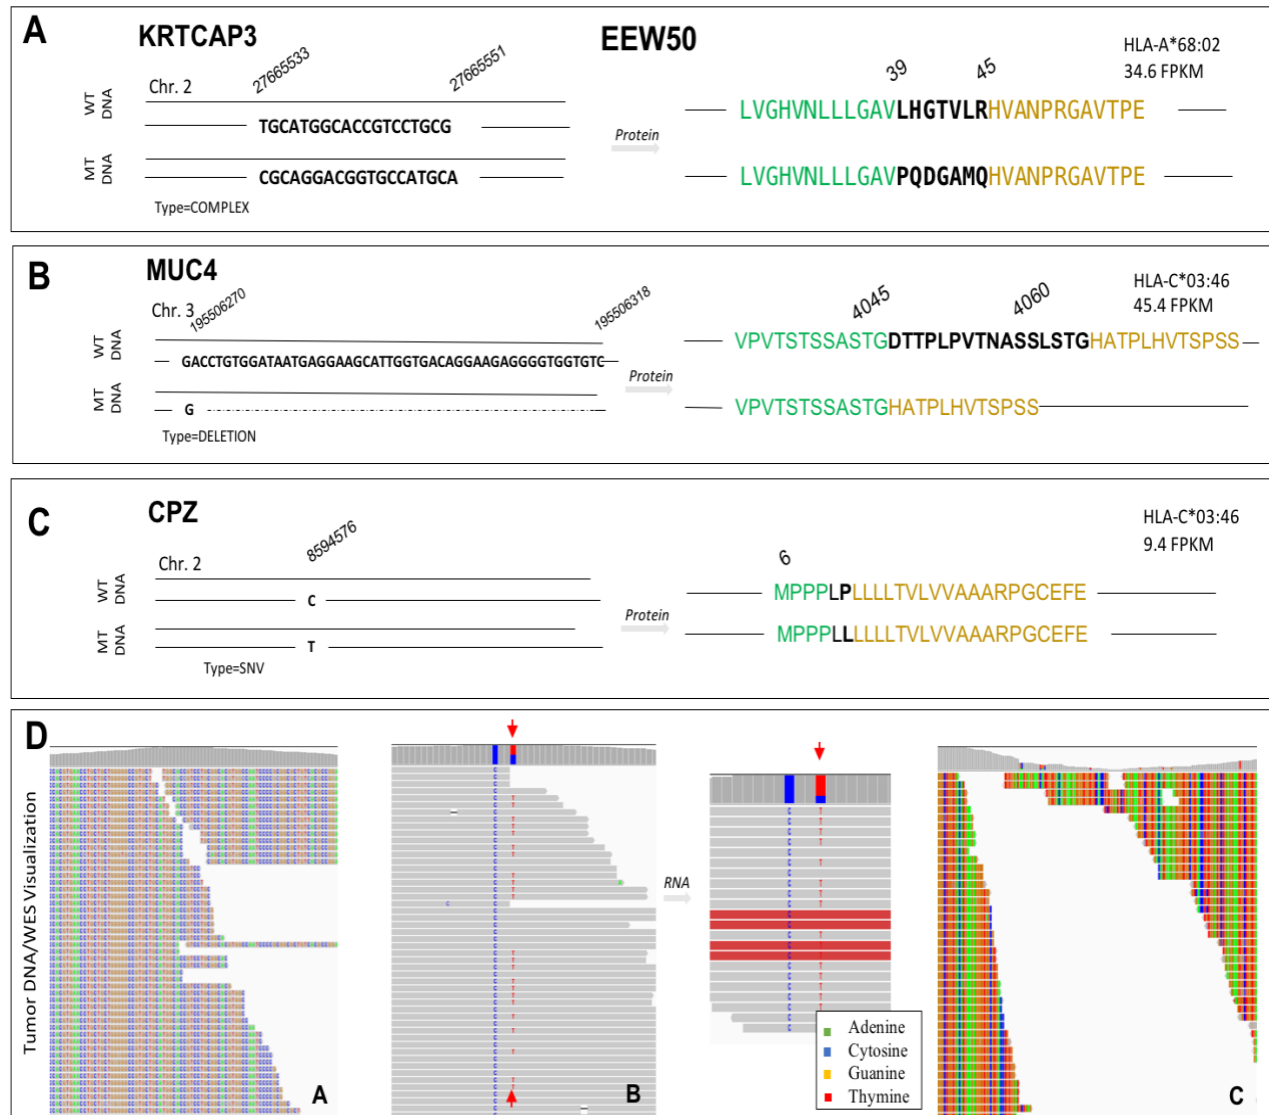 A
KRTCAP3
EEW50
HLA-A*68:02
34.6 FPKM
Chr. 2
27665533
27665551
39
45
WT
DNA
TGCATGGCACCGTCCTGCG
LVGHVNLLLGAVLHGTVLRHVANPRGAVTPE
Protein
MT
DNA
CGCAGGACGGTGCCATGCA
LVGHVNLLLGAVPQDGAMQHVANPRGAVTPE
Type=COMPLEX
B
MUC4
HLA-C*03:46
45.4 FPKM
Chr. 3
195506270
195506318
4045
4060
WT
DNA
GACCTGTGGATAATGAGGAAGCATTGGTGACAGGAAGAGGGGTGGTGTC
VPVTSTSSASTGDTTPLPVTNASSLSTGHATPLHVTSPSS
Protein
MT
DNA
G
VPVTSTSSASTGHATPLHVTSPSS
Type=DELETION
C
CPZ
HLA-C*03:46
9.4 FPKM
Chr. 2
8594576
6
WT
DNA
C
MPPPLPLLLLTVLVVAAARPGCEFE
Protein
MT
DNA
T
MPPPLLLLLLTVLVVAAARPGCEFE
Type=SNV
D
Tumor DNA/WES Visualization
RNA
Adenine
Cytosine
Guanine
Thymine
A
B
C